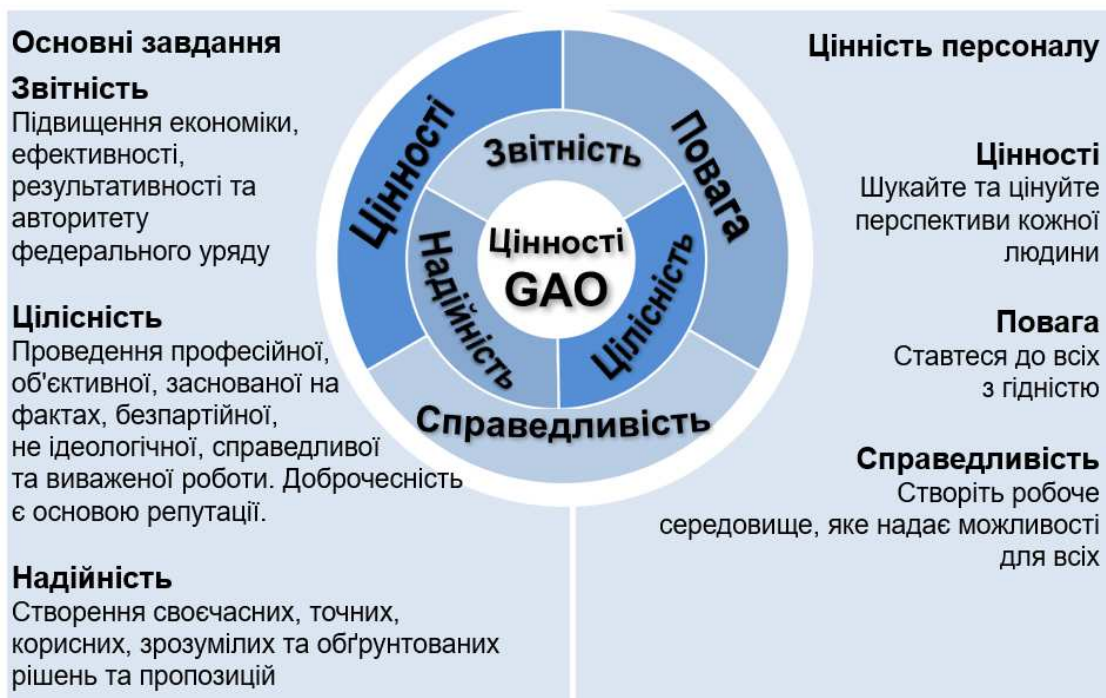 Основні завдання
Звітність
Підвищення економіки,
ефективності,
результативності та
авторитету
федерального уряду
Цілісність
Проведення професійної,
об'єктивної, заснованої на
фактах, безпартійної,
не ідеологічної, справедливої
та виваженої роботи. Доброчесність
є основою репутації.
Надійність
Створення своєчасних, точних,
корисних, зрозумілих та обґрунтованих
рішень та пропозицій
Цінності
Повага
Звітність
Надійність
Цілісність
Цінності
GAO
Справедливість
Цінність персоналу
Цінності
Шукайте та цінуйте
перспективи кожної
людини
Повага
Ставтеся до всіх
з гідністю
Справедливість
Створіть робоче
середовище, яке надає можливості
для всіх